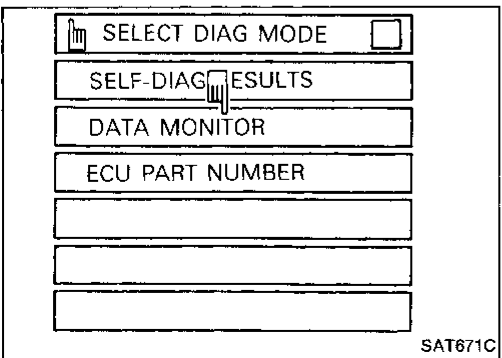 SELECT DIAG MODE
SELF-DIAG RESULTS
DATA MONITOR
ECU PART NUMBER
SAT671C